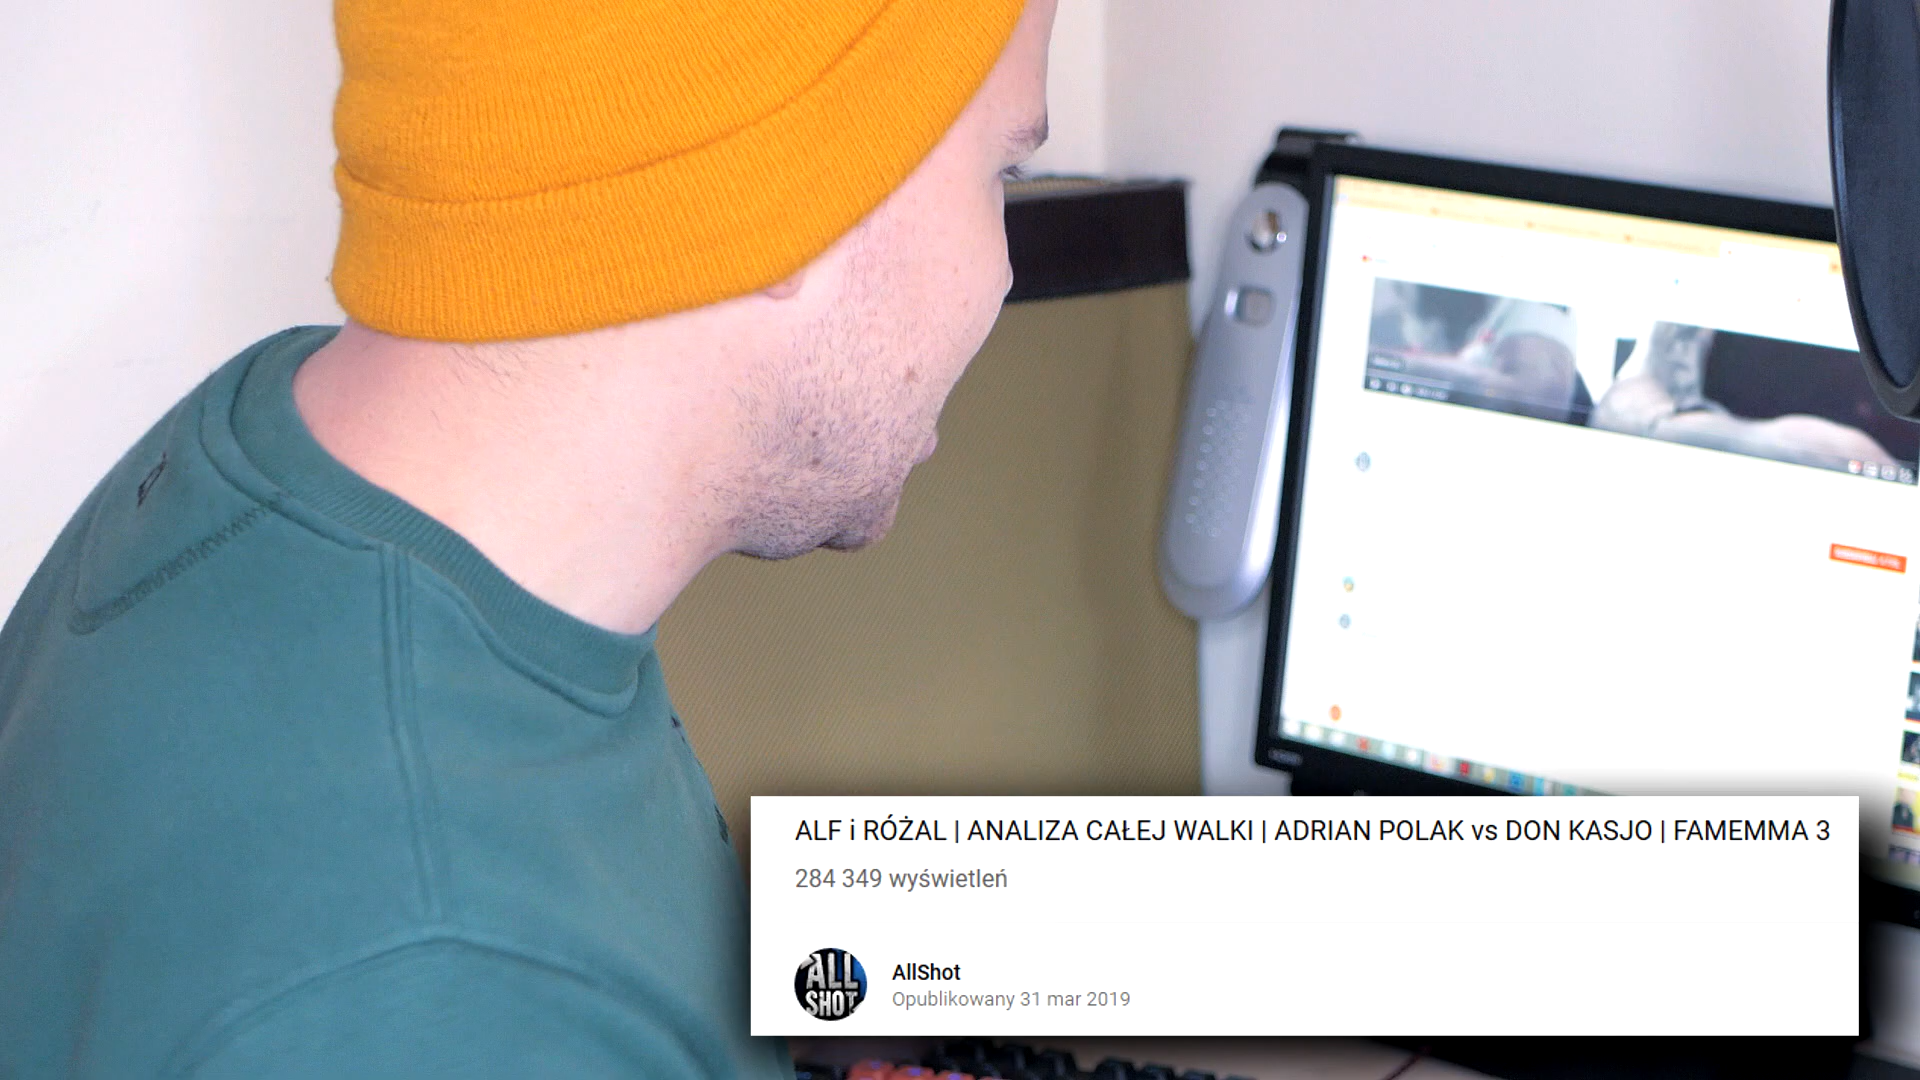 ALF i RÓŻAL | ANALIZA CAŁEJ WALKI | ADRIAN POLAK vs DON KASJO | FAMEMMA 3
284 349 wyświetleń
ALL
SHOT
AllShot
Opublikowany 31 mar 2019